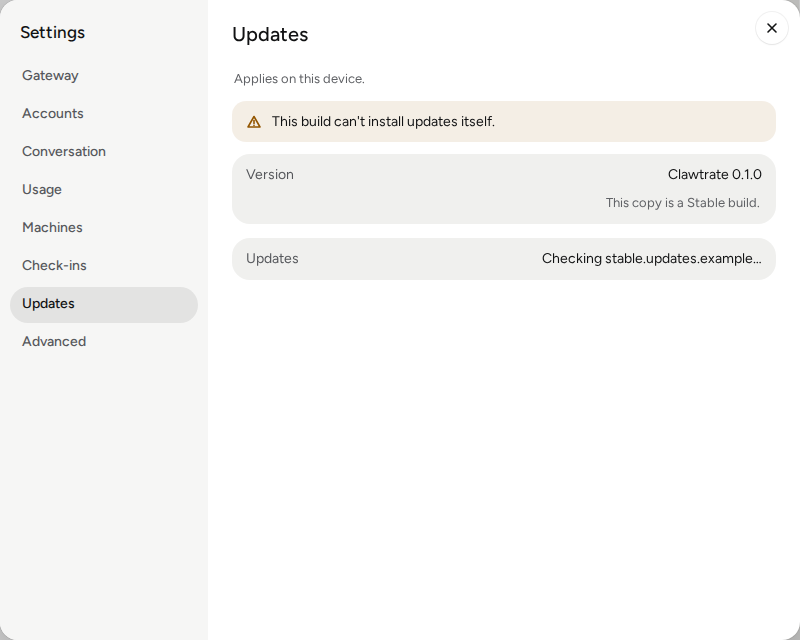 Settings
Gateway
Accounts
Conversation
Usage
Machines
Check-ins
Updates
Advanced
Updates
Applies on this device.
This build can't install updates itself.
Version
Clawtrate 0.1.0
This copy is a Stable build.
Updates
Checking stable.updates.example…